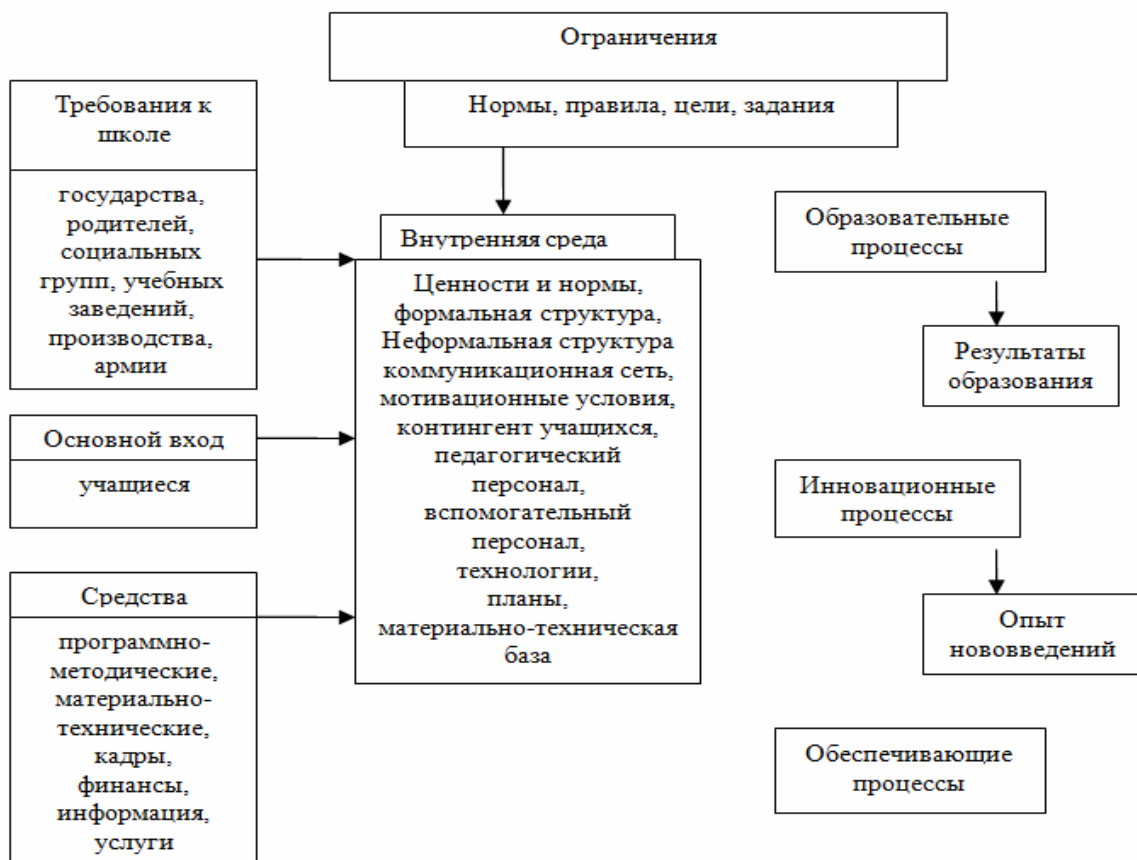 Ограничения
Нормы, правила, цели, задания
Требования к
школе
государства,
родителей,
социальных
групп, учебных
заведений,
производства,
армии
Основной вход
учащиеся
Средства
программно-
методические,
материально-
технические,
кадры,
финансы,
информация,
услуги
Внутренняя среда
Ценности и нормы,
формальная структура,
Неформальная структура
коммуникационная сеть,
мотивационные условия,
контингент учащихся,
педагогический
персонал,
вспомогательный
персонал,
технологии,
планы,
материально-техническая
база
Образовательные
процессы
Результаты
образования
Инновационные
процессы
Опыт
нововведений
Обеспечивающие
процессы